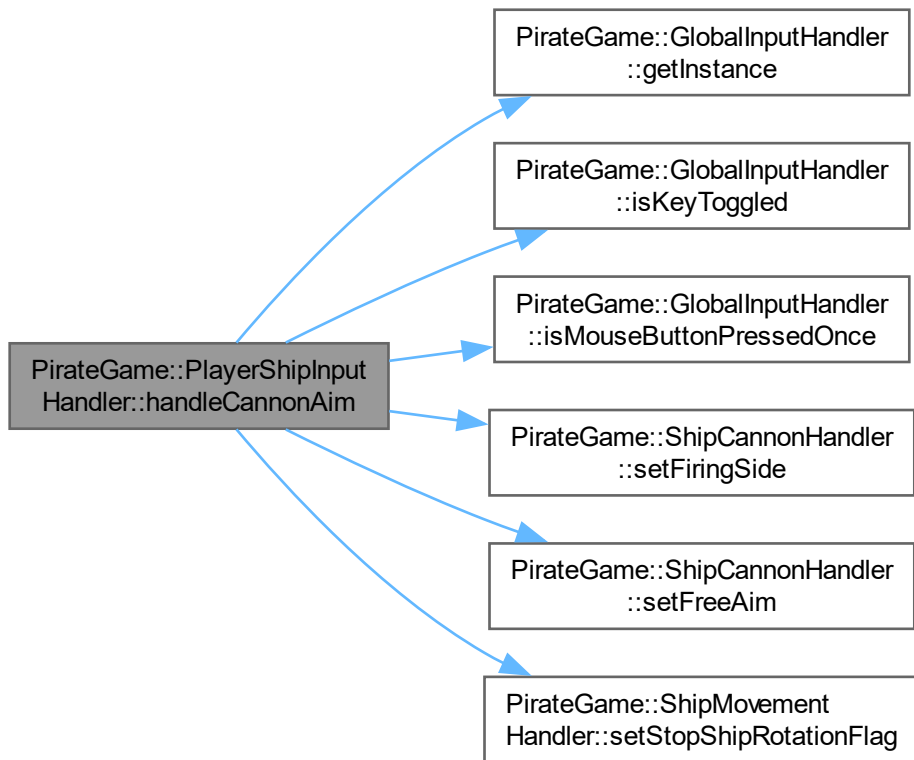 PirateGame::PlayerShipInput
Handler::handleCannonAim
PirateGame::GlobalInputHandler
::getInstance
PirateGame::GlobalInputHandler
::isKeyToggled
PirateGame::GlobalInputHandler
::isMouseButtonPressedOnce
PirateGame::ShipCannonHandler
::setFiringSide
PirateGame::ShipCannonHandler
::setFreeAim
PirateGame::ShipMovement
Handler::setStopShipRotationFlag